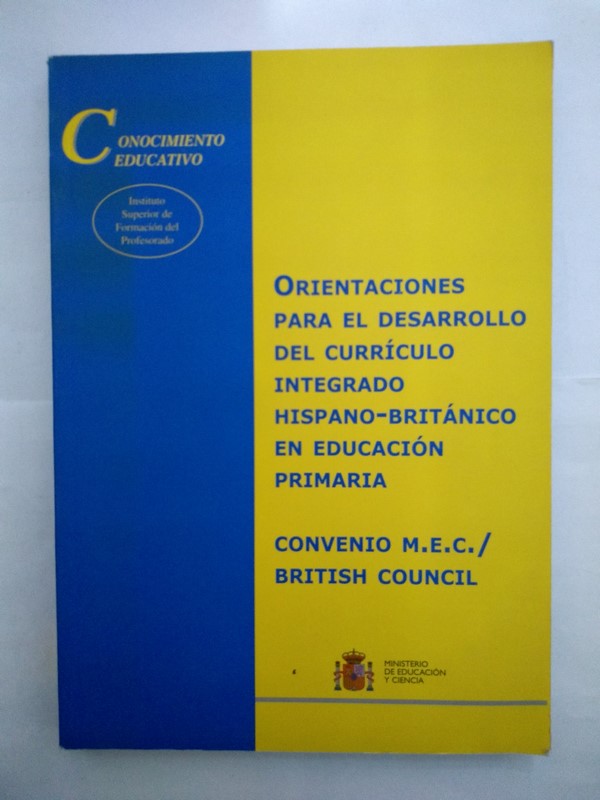 CONOCIMIENTO
EDUCATIVO
Instituto
Superior de
Formación del
Profesorado
ORIENTACIONES
PARA EL DESARROLLO
DEL CURRÍCULO
INTEGRADO
HISPANO-BRITÁNICO
EN EDUCACIÓN
PRIMARIA
CONVENIO M.E.C./
BRITISH COUNCIL
MINISTERIO
DE EDUCACIÓN
Y CIENCIA